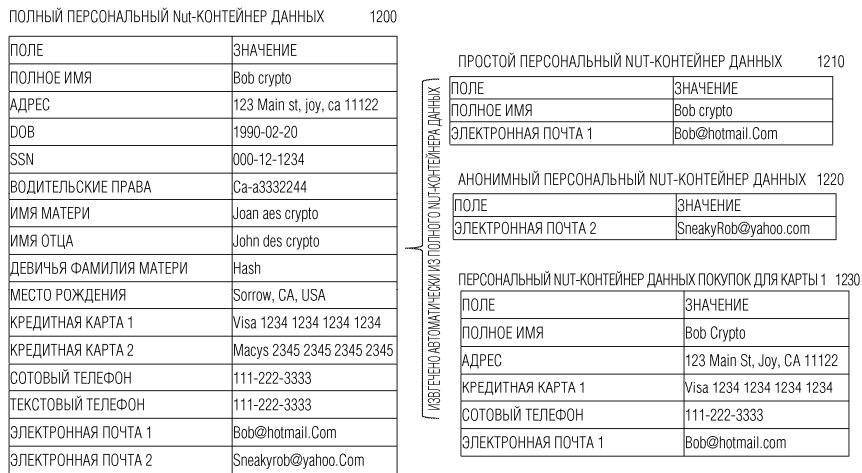 ПОЛНЫЙ ПЕРСОНАЛЬНЫЙ Nut-КОНТЕЙНЕР ДАННЫХ 1200
ПОЛЕ ЗНАЧЕНИЕ
ПОЛНОЕ ИМЯ Bob crypto
АДРЕС 123 Main st, joy, ca 11122
DOB 1990-02-20
SSN 000-12-1234
ВОДИТЕЛЬСКИЕ ПРАВА Ca-a3332244
ИМЯ МАТЕРИ Joan aes crypto
ИМЯ ОТЦА John des crypto
ДЕВИЧЬЯ ФАМИЛИЯ МАТЕРИ Hash
МЕСТО РОЖДЕНИЯ Sorrow, CA, USA
КРЕДИТНАЯ КАРТА 1 Visa 1234 1234 1234 1234
КРЕДИТНАЯ КАРТА 2 Macys 2345 2345 2345 2345
СОТОВЫЙ ТЕЛЕФОН 111-222-3333
ТЕКСТОВЫЙ ТЕЛЕФОН 111-222-3333
ЭЛЕКТРОННАЯ ПОЧТА 1 Bob@hotmail.Com
ЭЛЕКТРОННАЯ ПОЧТА 2 Sneakyrob@yahoo.Com
ИЗВЛЕЧЕНО АВТОМАТИЧЕСКИ ИЗ ПОЛНОГО NUT-КОНТЕЙНЕРА ДАННЫХ
ПРОСТОЙ ПЕРСОНАЛЬНЫЙ NUT-КОНТЕЙНЕР ДАННЫХ 1210
ПОЛЕ ЗНАЧЕНИЕ
ПОЛНОЕ ИМЯ Bob crypto
ЭЛЕКТРОННАЯ ПОЧТА 1 Bob@hotmail.Com
АНОНИМНЫЙ ПЕРСОНАЛЬНЫЙ NUT-КОНТЕЙНЕР ДАННЫХ 1220
ПОЛЕ ЗНАЧЕНИЕ
ЭЛЕКТРОННАЯ ПОЧТА 2 SneakyRob@yahoo.com
ПЕРСОНАЛЬНЫЙ NUT-КОНТЕЙНЕР ДАННЫХ ПОКУПОК ДЛЯ КАРТЫ 1 1230
ПОЛЕ ЗНАЧЕНИЕ
ПОЛНОЕ ИМЯ Bob Crypto
АДРЕС 123 Main St, Joy, CA 11122
КРЕДИТНАЯ КАРТА 1 Visa 1234 1234 1234 1234
СОТОВЫЙ ТЕЛЕФОН 111-222-3333
ЭЛЕКТРОННАЯ ПОЧТА 1 Bob@hotmail.com